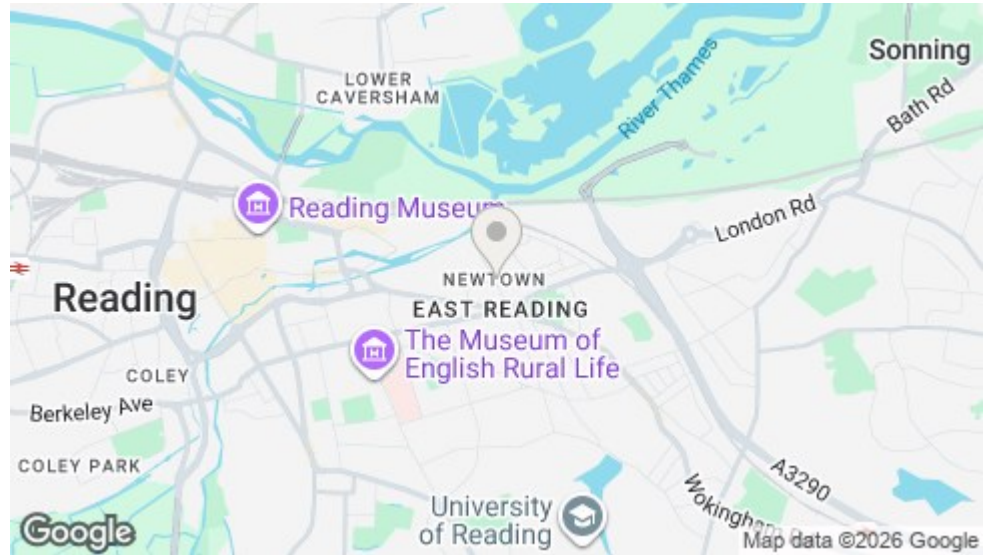 Sonning
LOWER
CAVERSHAM
River Thames
Bath Rd
Reading Museum
London Rd
NEWTOWN
EAST READING
Reading
The Museum of
English Rural Life
COLEY
Berkeley Ave
COLEY PARK
A3290
Wokingham
University
of Reading
Google
Map data ©2026 Google